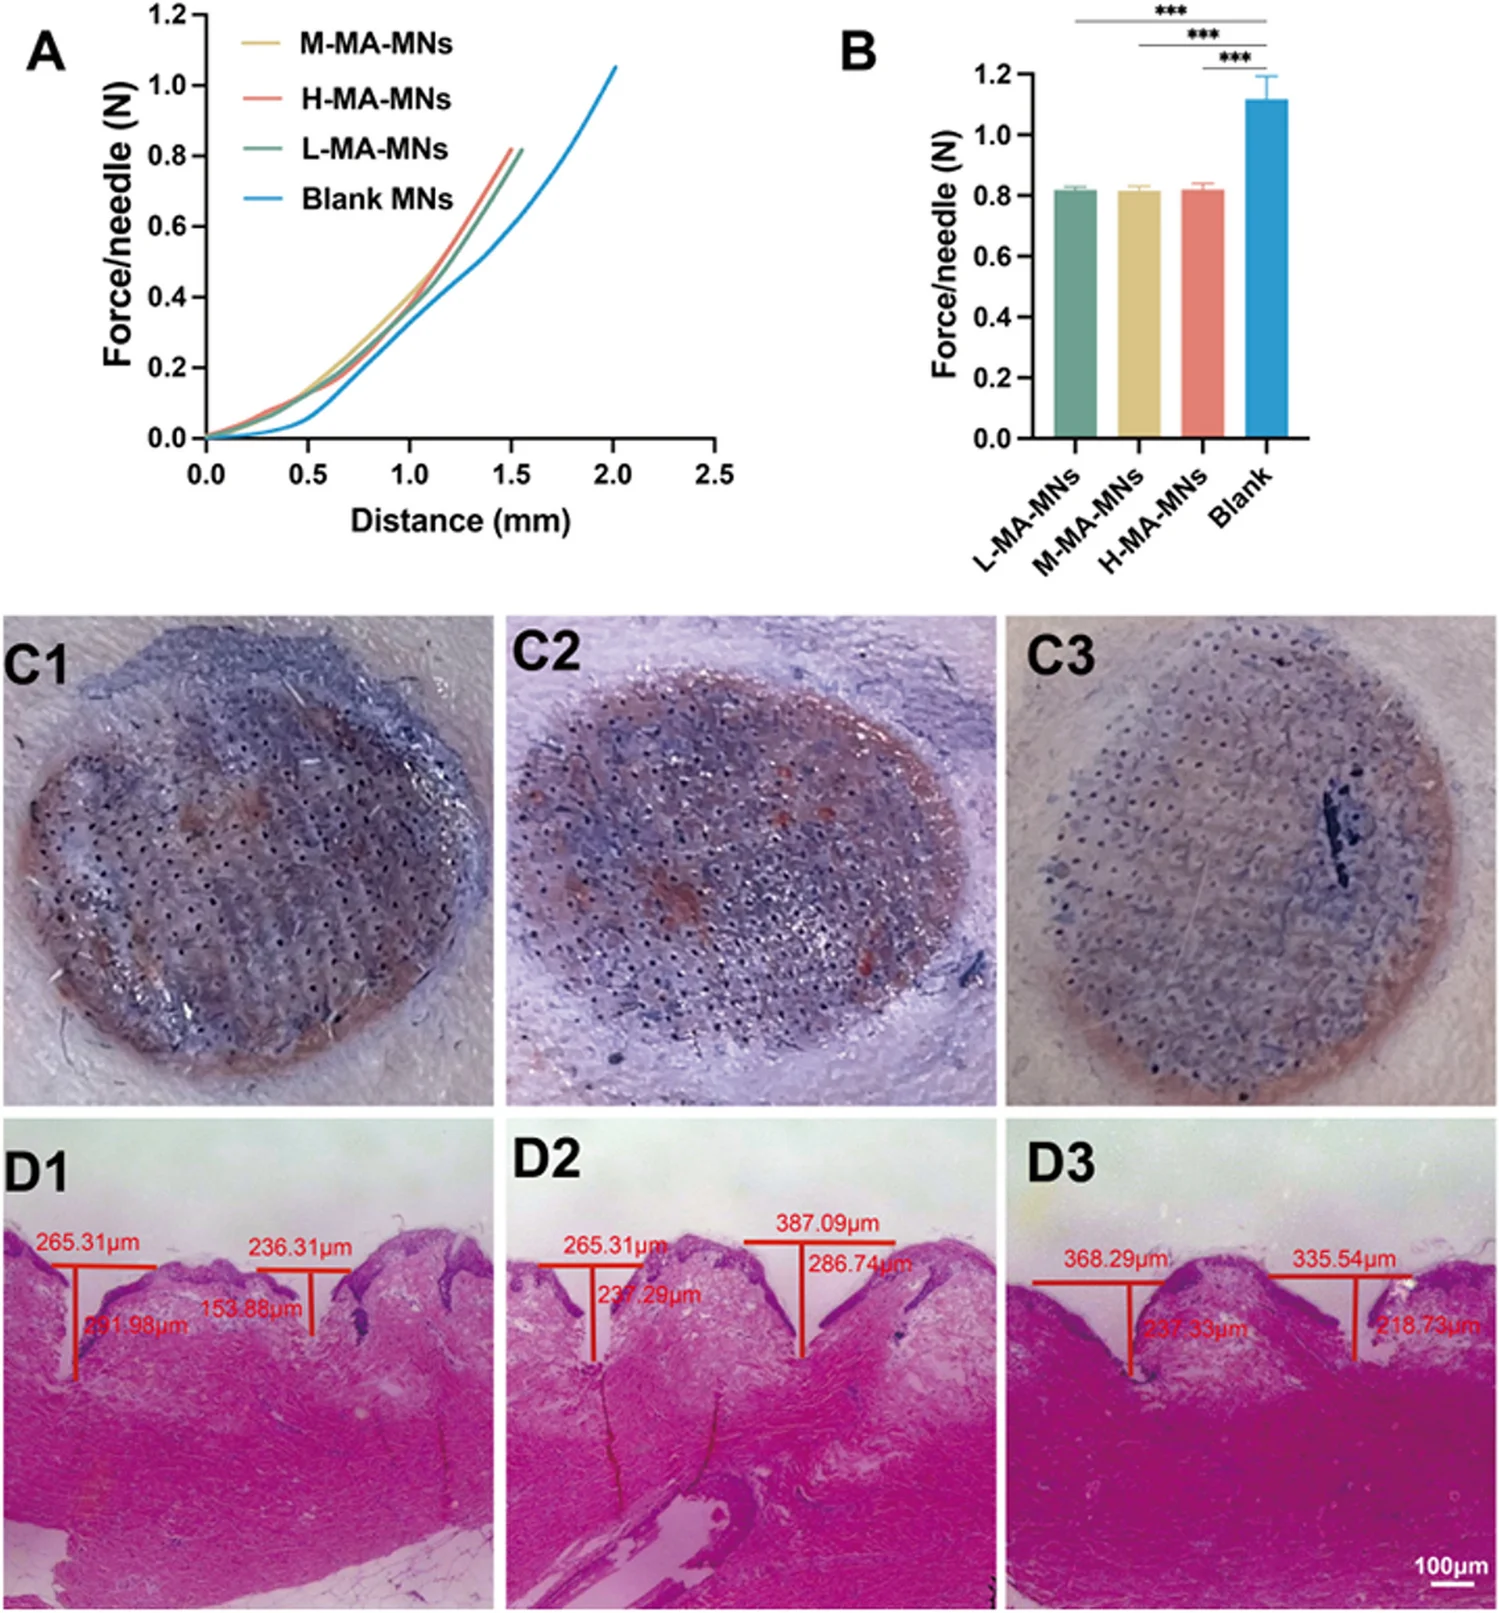 A
1.2
1.0
0.8
0.6
0.4
0.2
0.0
Force/needle (N)
M-MA-MNs
H-MA-MNs
L-MA-MNs
Blank MNs
0.0 0.5 1.0 1.5 2.0 2.5
Distance (mm)
B
***
***
***
1.2
1.0
0.8
0.6
0.4
0.2
0.0
Force/needle (N)
L-MA-MNs
M-MA-MNs
H-MA-MNs
Blank
C1
C2
C3
D1
265.31μm
236.31μm
291.98μm
153.88μm
D2
265.31μm
387.09μm
237.29μm
286.74μm
D3
368.29μm
335.54μm
237.33μm
218.73μm
100μm